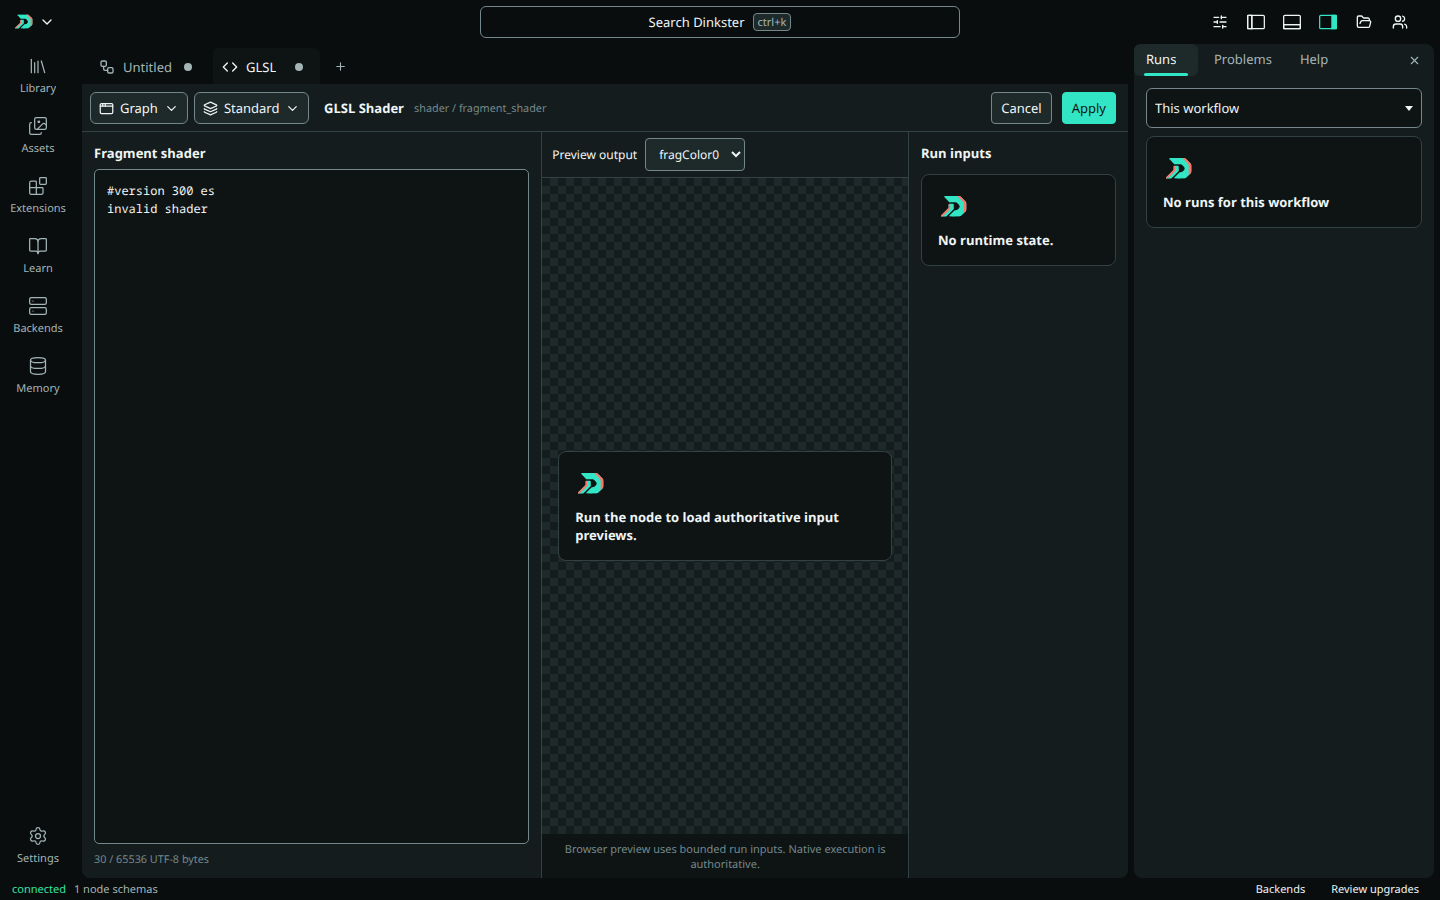 Search Dinkster ctrl+k
Library
Assets
Extensions
Learn
Backends
Memory
Settings
Untitled
GLSL
Graph
Standard
GLSL Shader
shader / fragment_shader
Cancel
Apply
Fragment shader
#version 300 es
invalid shader
30 / 65536 UTF-8 bytes
Preview output
fragColor0
Run the node to load authoritative input
previews.
Browser preview uses bounded run inputs. Native execution is
authoritative.
Run inputs
No runtime state.
Runs
Problems
Help
This workflow
No runs for this workflow
connected
1 node schemas
Backends
Review upgrades